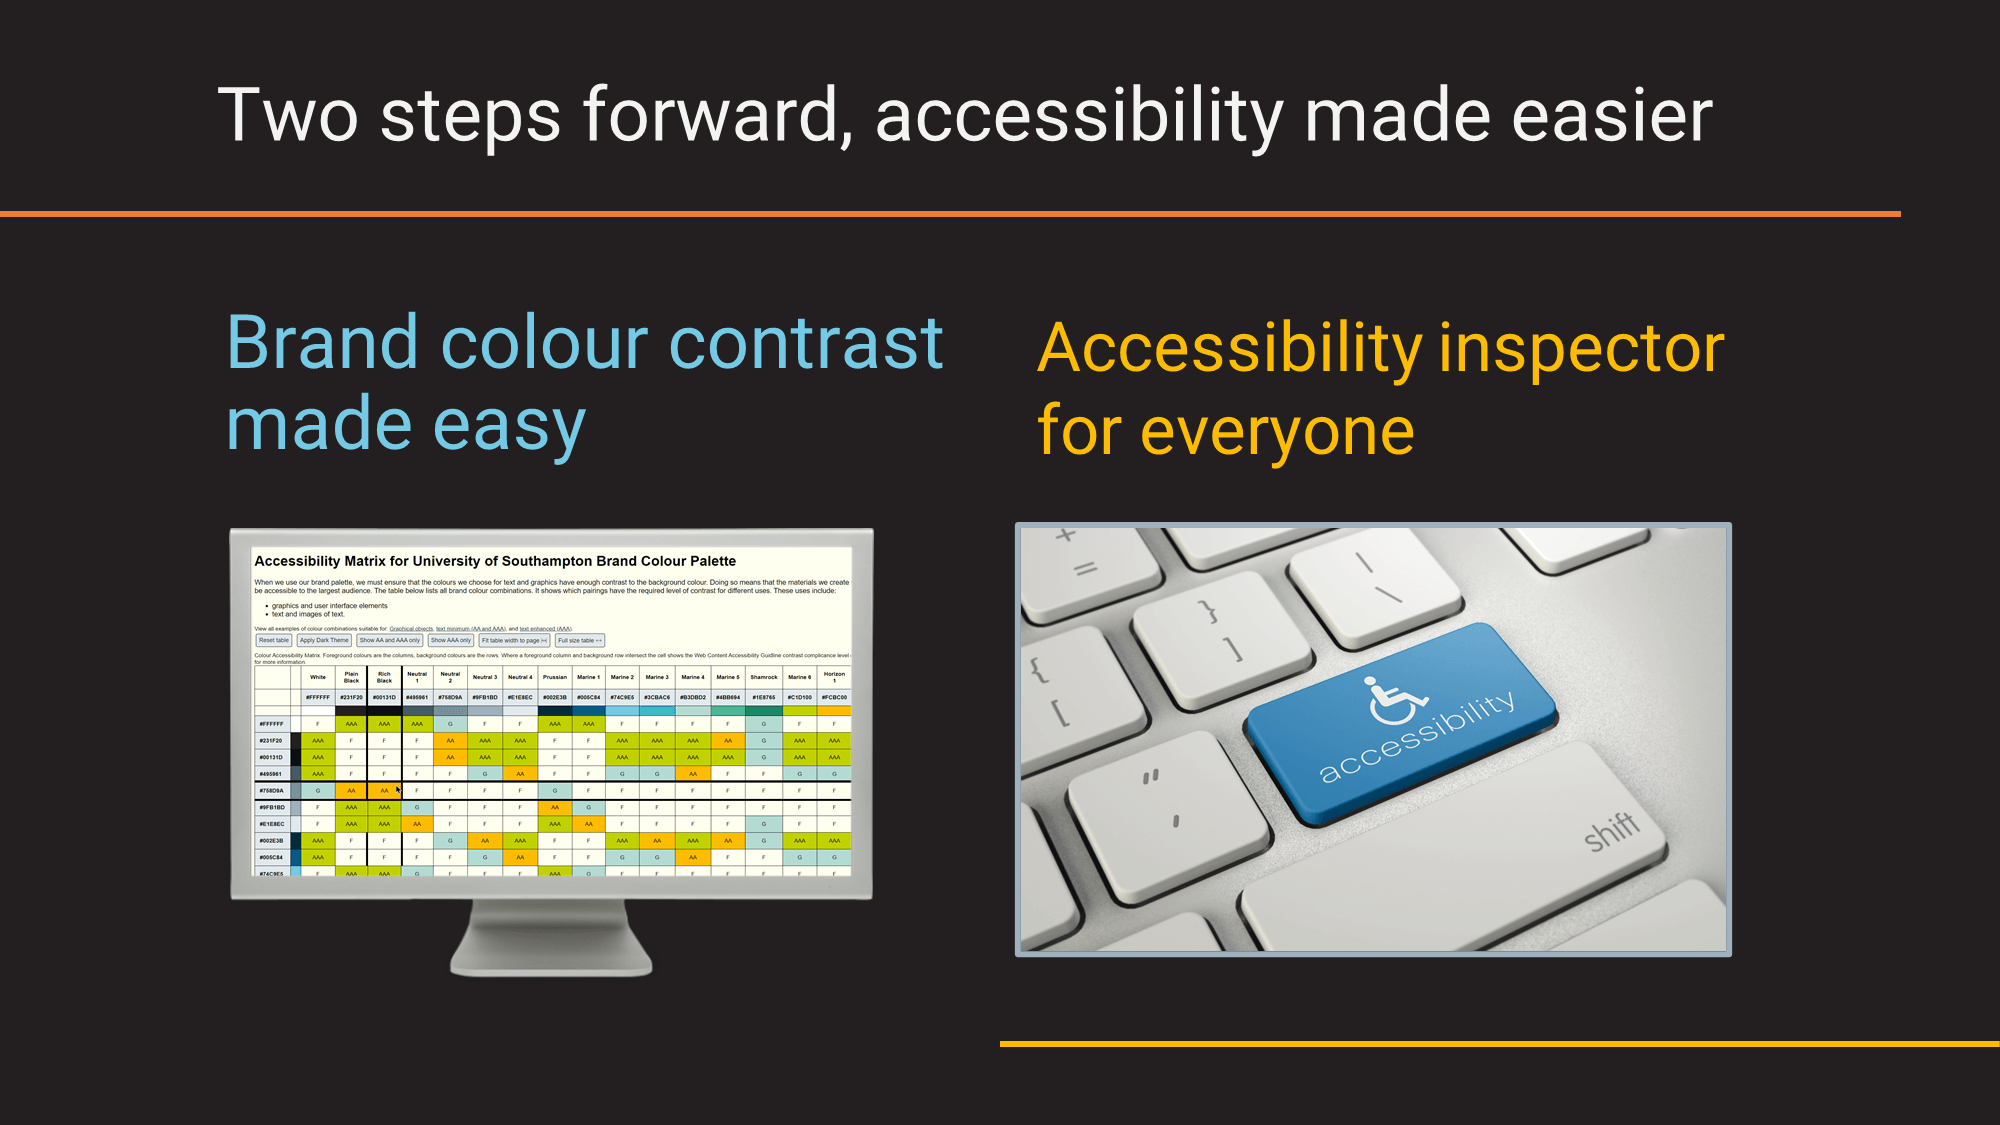 Two steps forward, accessibility made easier
Brand colour contrast
made easy
Accessibility inspector
for everyone
Accessibility Matrix for University of Southampton Brand Colour Palette
When we use our brand palette, we must ensure that the colours we choose for text and graphics have enough contrast to the background colour. Doing so means that the materials we create
be accessible to the largest audience. The table below lists all brand colour combinations. It shows which pairings have the required level of contrast for different uses. These uses include:
• graphics and user interface elements
• text and images of text.
View all examples of colour combinations suitable for: Graphical objects, text minimum (AA and AAA), and text enhanced (AAA).
Reset table Apply Dark Theme Show AA and AAA only Show AAA only Fit table width to page Full size table
Colour Accessibility Matrix. Foreground colours are the columns, background colours are the rows. Where a foreground column and background row intersect the cell shows the Web Content Accessibility Guidline contrast compliance level
for more information.
White Plain Black Rich Black Neutral 1 Neutral 2 Neutral 3 Neutral 4 Prussian Marine 1 Marine 2 Marine 3 Marine 4 Marine 5 Shamrock Marine 6 Horizon 1
#FFFFFF #231F20 #00131D #495961 #758D9A #9FB1BD #E1E8EC #002E3B #005C84 #74C9E5 #3CBAC6 #B3DBD2 #4BB694 #1E8765 #C1D100 #FCBC00
#FFFFFF F AAA AAA AAA G F F AAA AAA F F F F G F F
#231F20 AAA F F F AA AAA AAA F F AAA AAA AAA AA G AAA AAA
#00131D AAA F F F AA AAA AAA F F AAA AAA AAA AAA G AAA AAA
#495961 AAA F F F F G AA F F G G AA F F G G
#758D9A G AA AA F F F F G F F F F F F F F
#9FB1BD F AAA AAA G F F F AA G F F F F F F F
#E1E8EC F AAA AAA AA F F F AAA AA F F F F G F F
#002E3B AAA F F F G AA AAA F F AAA AA AAA AA G AAA AAA
#005C84 AAA F F F F G AA F F G G AA F F G G
#74C9E5 F AAA AAA G F F F AAA G F F F F F F F
+
=
|
\
}
]
{
[
"
'
accessibility
shift